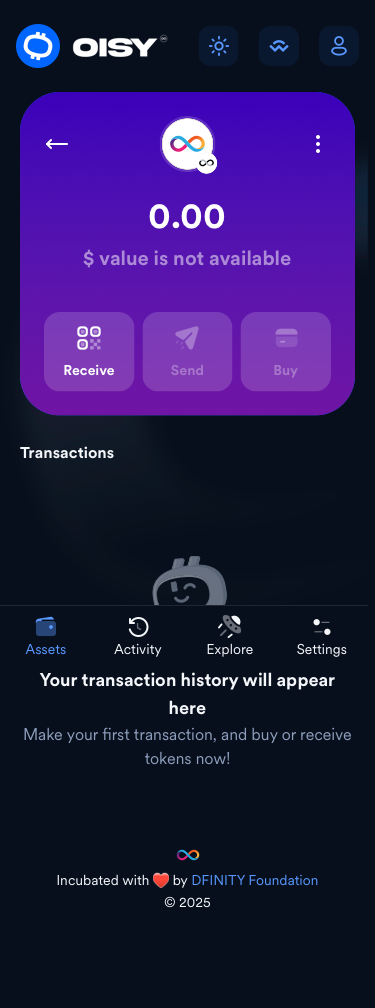 OISY
0.00
$ value is not available
Receive
Send
Buy
Transactions
Assets
Activity
Explore
Settings
Your transaction history will appear
here
Make your first transaction, and buy or receive
tokens now!
Incubated with ❤️ by DFINITY Foundation
© 2025